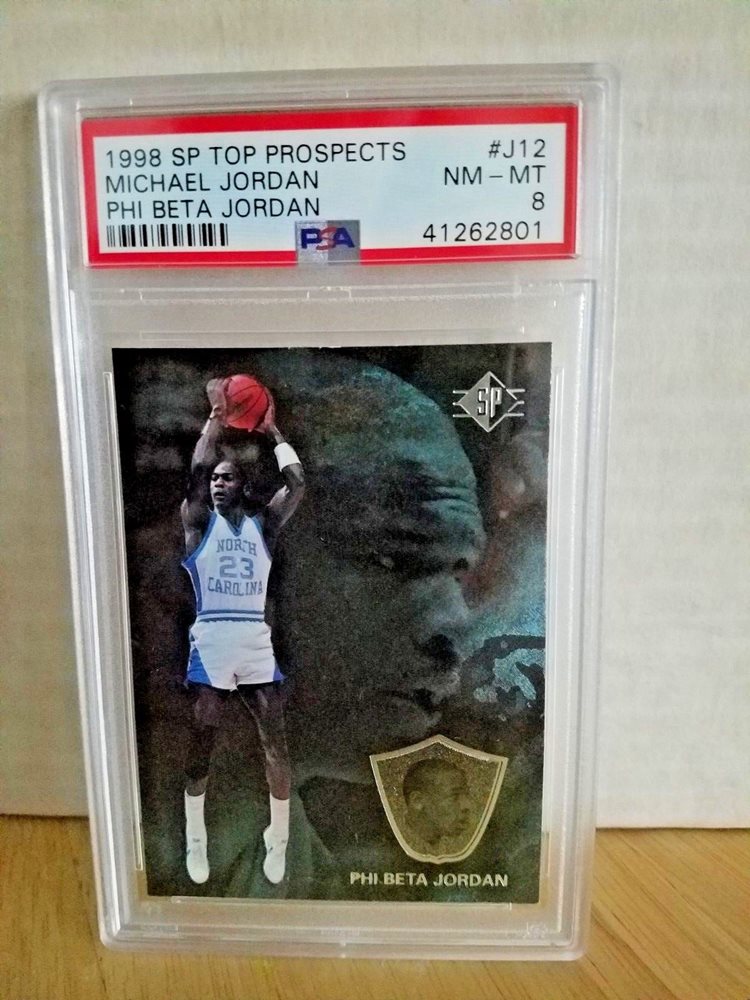 1998 SP TOP PROSPECTS #J12
MICHAEL JORDAN NM-MT
PHI BETA JORDAN 8
PSA 41262801
SP
NORTH
23
CAROLINA
PHI BETA JORDAN